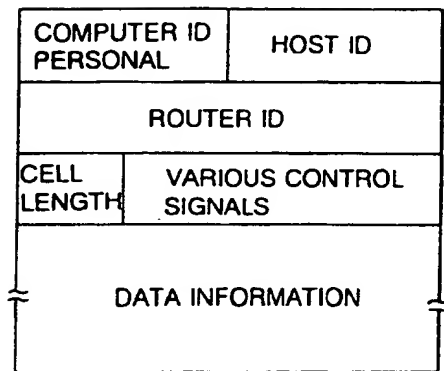 COMPUTER ID
PERSONAL
HOST ID
ROUTER ID
CELL
LENGTH
VARIOUS CONTROL
SIGNALS
DATA INFORMATION